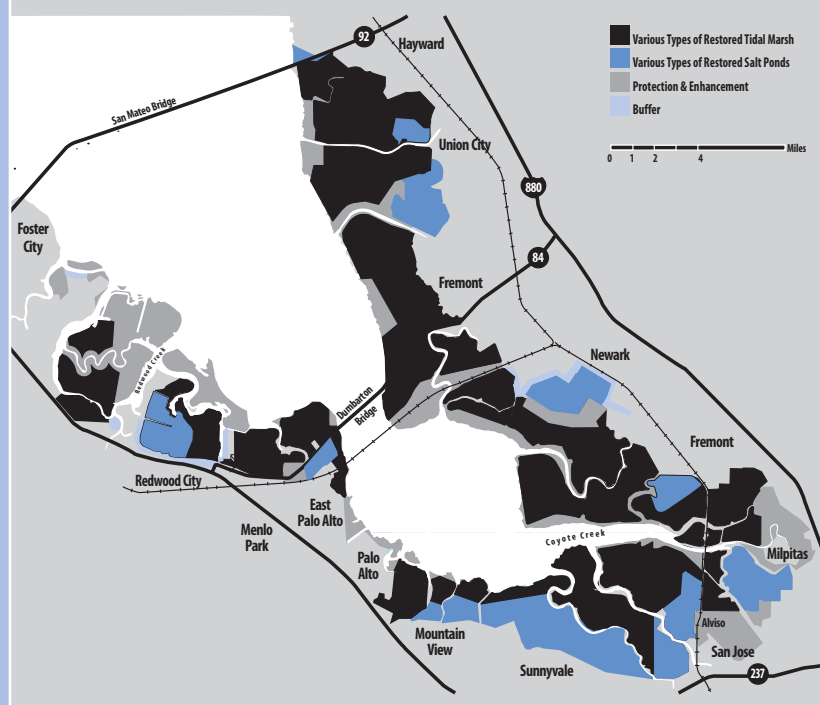 92
Hayward
Various Types of Restored Tidal Marsh
Various Types of Restored Salt Ponds
Protection & Enhancement
Buffer
San Mateo Bridge
Union City
Miles
0 1 2 4
880
Foster
City
84
Fremont
Newark
Redwood Creek
Dumbarton
Bridge
Fremont
Redwood City
East
Palo Alto
Menlo
Park
Coyote Creek
Milpitas
Palo
Alto
Alviso
Mountain
View
San Jose
Sunnyvale
237